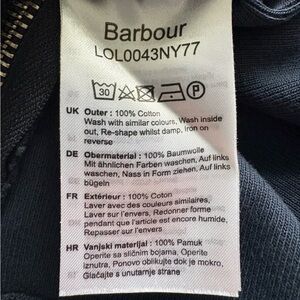 Barbour
LOL0043NY77
30 P
UK Outer : 100% Cotton
Wash with similar colours, Wash inside
out, Re-shape whilst damp, Iron on
reverse
DE Obermaterial : 100% Baumwolle
Mit ähnlichen Farben waschen, Auf links
waschen, Nass in Form ziehen, Auf links
bügeln
FR Extérieur : 100% Coton
Laver avec des couleurs similaires,
Laver sur l'envers, Redonner forme
pendant que l'article est encore humide,
Repasser sur l'envers
HR Vanjski materijal : 100% Pamuk
Operite sa sličnim bojama, Operite
iznutra, Ponovo oblikujte dok je mokro,
Glačajte s unutarnje strane